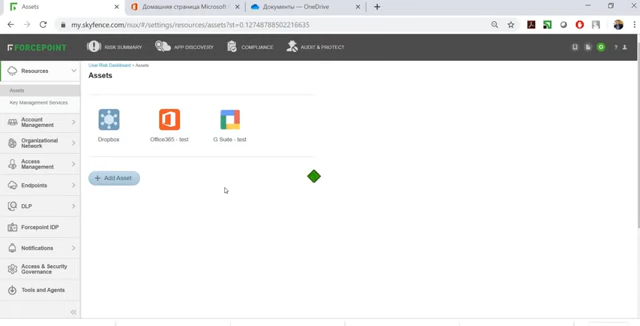 Assets
Домашняя страница Microsoft
Документы — OneDrive
my.skyfence.com/nux/#/settings/resources/assets?st=0.12748788502216635
FORCEPOINT
RISK SUMMARY
APP DISCOVERY
COMPLIANCE
AUDIT & PROTECT
Resources
User Risk Dashboard > Assets
Assets
Assets
Key Management Services
Account
Management
Organizational
Network
Access
Management
Endpoints
DLP
Forcepoint IDP
Notifications
Access & Security
Governance
Tools and Agents
Dropbox
Office365 - test
G Suite - test
+ Add Asset